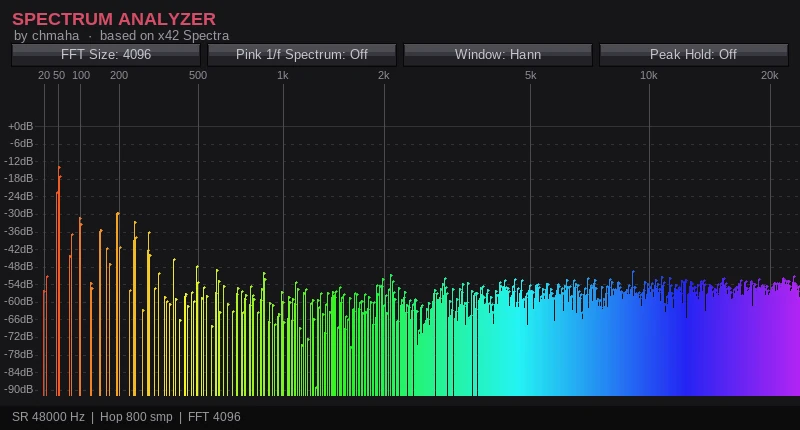 SPECTRUM ANALYZER
by chmaha · based on x42 Spectra
FFT Size: 4096 Pink 1/f Spectrum: Off Window: Hann Peak Hold: Off
20 50 100 200 500 1k 2k 5k 10k 20k
+0dB
-6dB
-12dB
-18dB
-24dB
-30dB
-36dB
-42dB
-48dB
-54dB
-60dB
-66dB
-72dB
-78dB
-84dB
-90dB
SR 48000 Hz | Hop 800 smp | FFT 4096